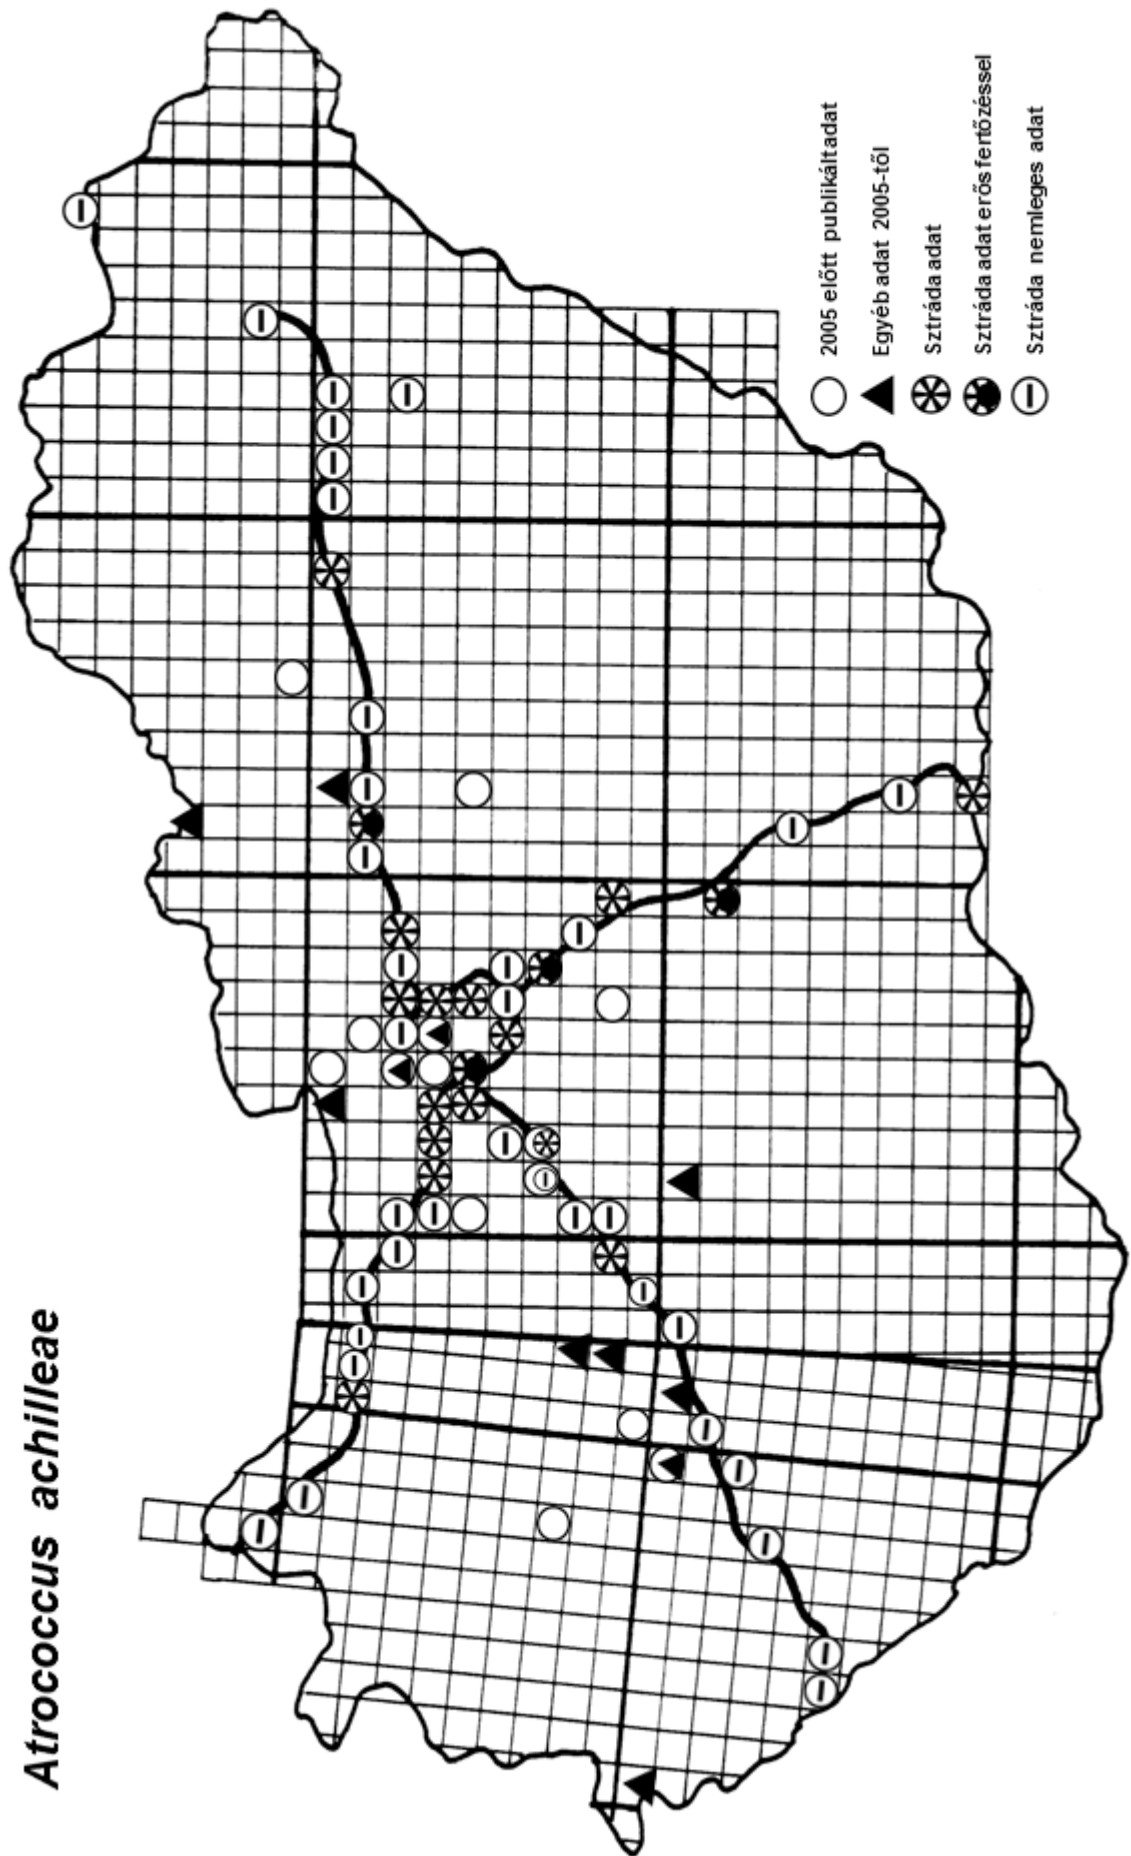 Atrococcus achilleae
2005 előtt publikáltadat
Egyéb adat 2005-től
Sztráda adat
Sztráda adat erős fertőzéssel
Sztráda nemleges adat